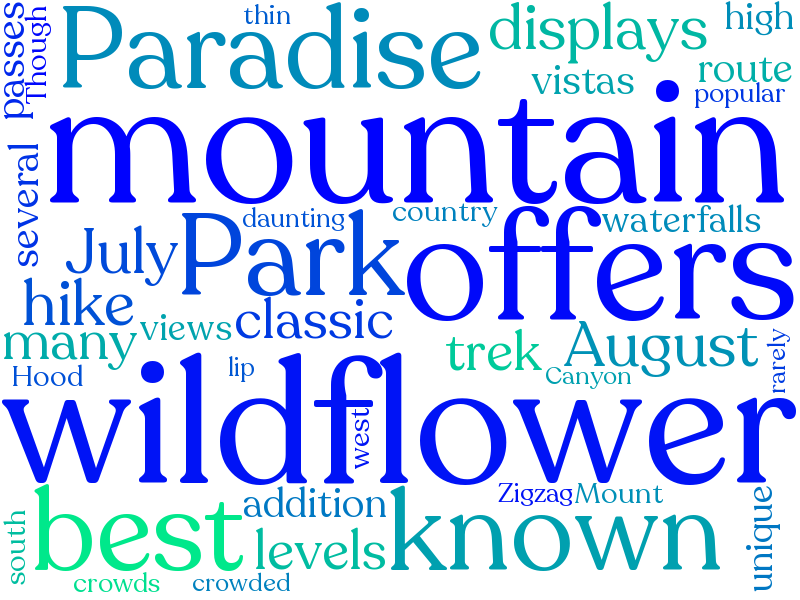 thin
high
passes
Though
Paradise
displays
vistas
route
popular
mountain
several
daunting
country
waterfalls
July
Park
offers
hike
classic
many
views
trek
August
rarely
Hood
lip
Canyon
wildflower
west
best
addition
Zigzag
Mount
known
unique
levels
south
crowds
crowded